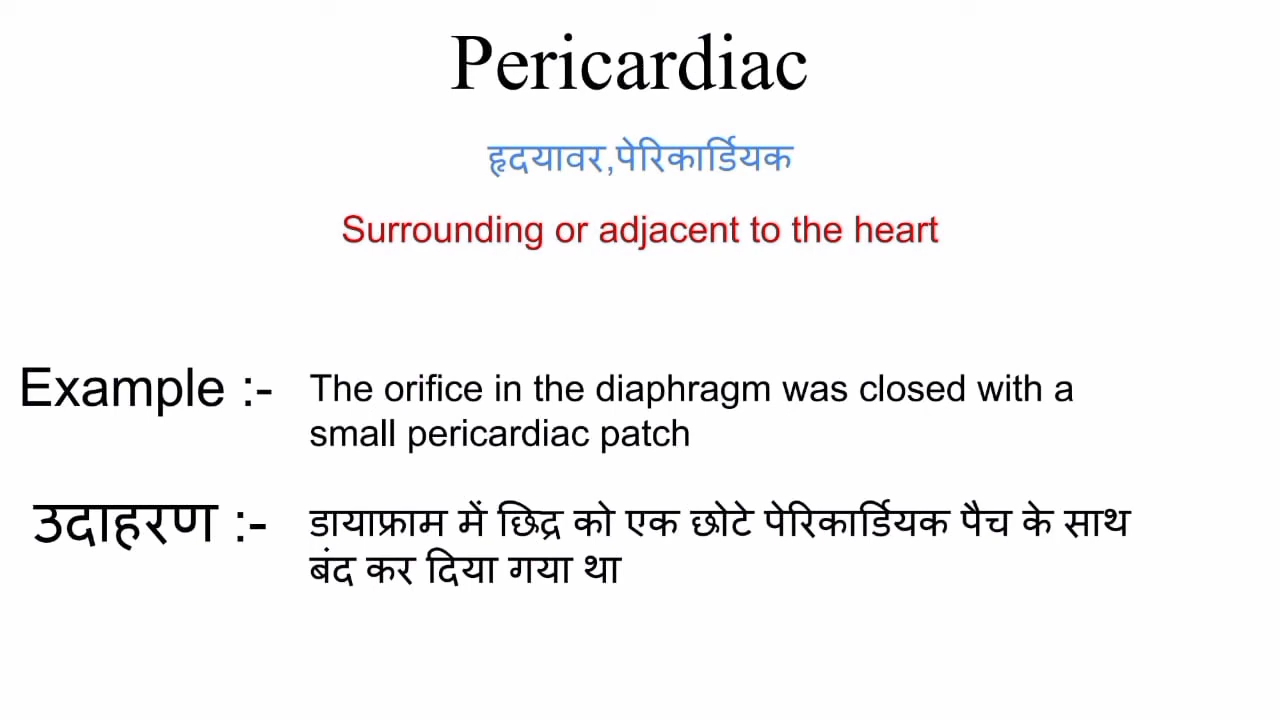 Pericardiac
हृदयावर,पेरिकार्डियक
Surrounding or adjacent to the heart
Example :- The orifice in the diaphragm was closed with a
small pericardiac patch
उदाहरण :- डायाफ्राम में छिद्र को एक छोटे पेरिकार्डियक पैच के साथ
बंद कर दिया गया था